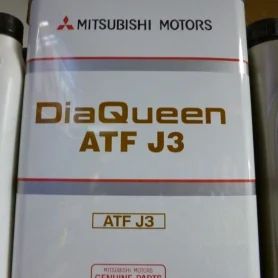 MITSUBISHI MOTORS
DiaQueen
ATF J3
ATF J3
MITSUBISHI MOTORS
GENUINE PARTS